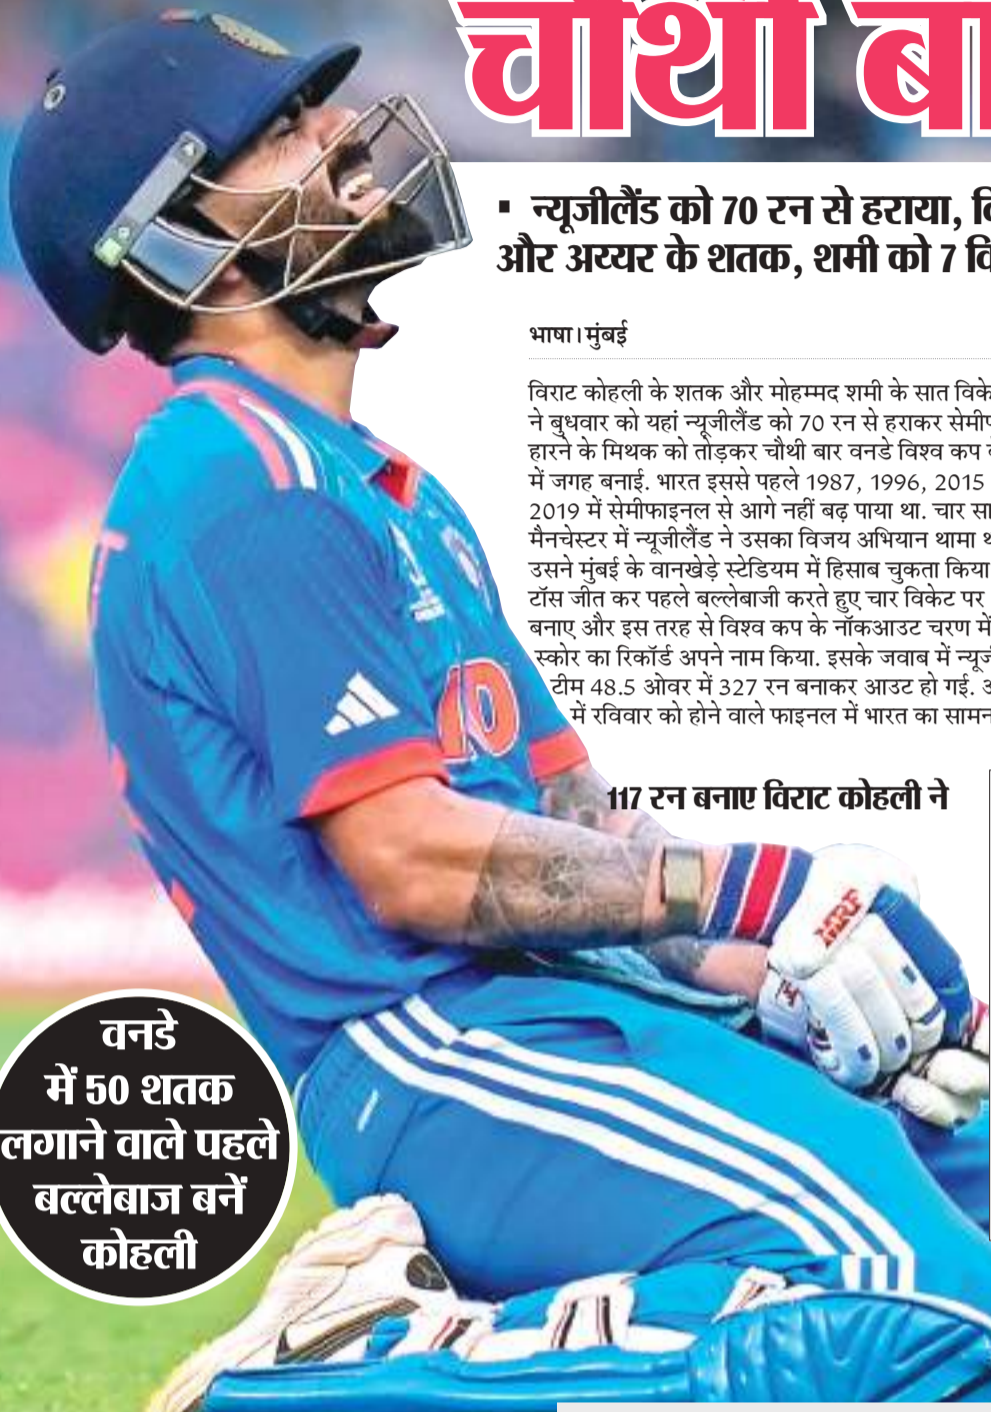 चौथी बा
▪ न्यूजीलैंड को 70 रन से हराया, वि
और अय्यर के शतक, शमी को 7 वि
भाषा। मुंबई
विराट कोहली के शतक और मोहम्मद शमी के सात विके
ने बुधवार को यहां न्यूजीलैंड को 70 रन से हराकर सेमीफ
हारने के मिथक को तोड़कर चौथी बार वनडे विश्व कप
में जगह बनाई. भारत इससे पहले 1987, 1996, 2015
2019 में सेमीफाइनल से आगे नहीं बढ़ पाया था. चार सा
मैनचेस्टर में न्यूजीलैंड ने उसका विजय अभियान थामा थ
उसने मुंबई के वानखेड़े स्टेडियम में हिसाब चुकता किया
टॉस जीत कर पहले बल्लेबाजी करते हुए चार विकेट पर
बनाए और इस तरह से विश्व कप के नॉकआउट चरण में
स्कोर का रिकॉर्ड अपने नाम किया. इसके जवाब में न्यूजी
टीम 48.5 ओवर में 327 रन बनाकर आउट हो गई. अ
में रविवार को होने वाले फाइनल में भारत का सामन
117 रन बनाए विराट कोहली ने
MRF
वनडे
में 50 शतक
लगाने वाले पहले
बल्लेबाज बनें
कोहली